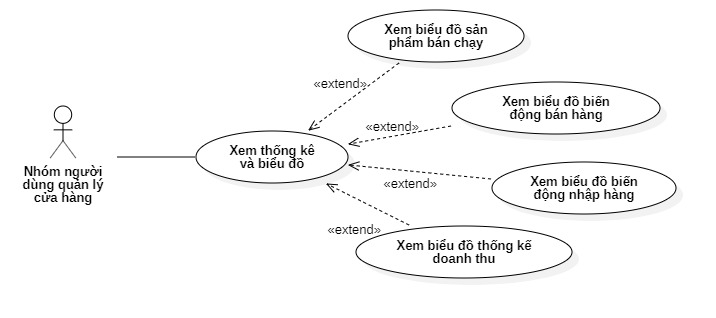 Xem biểu đồ sản
phẩm bán chạy
«extend»
Xem biểu đồ biến
động bán hàng
«extend»
Xem thống kê
và biểu đồ
Nhóm người
dùng quản lý
cửa hàng
«extend»
Xem biểu đồ biến
động nhập hàng
«extend»
Xem biểu đồ thống kế
doanh thu